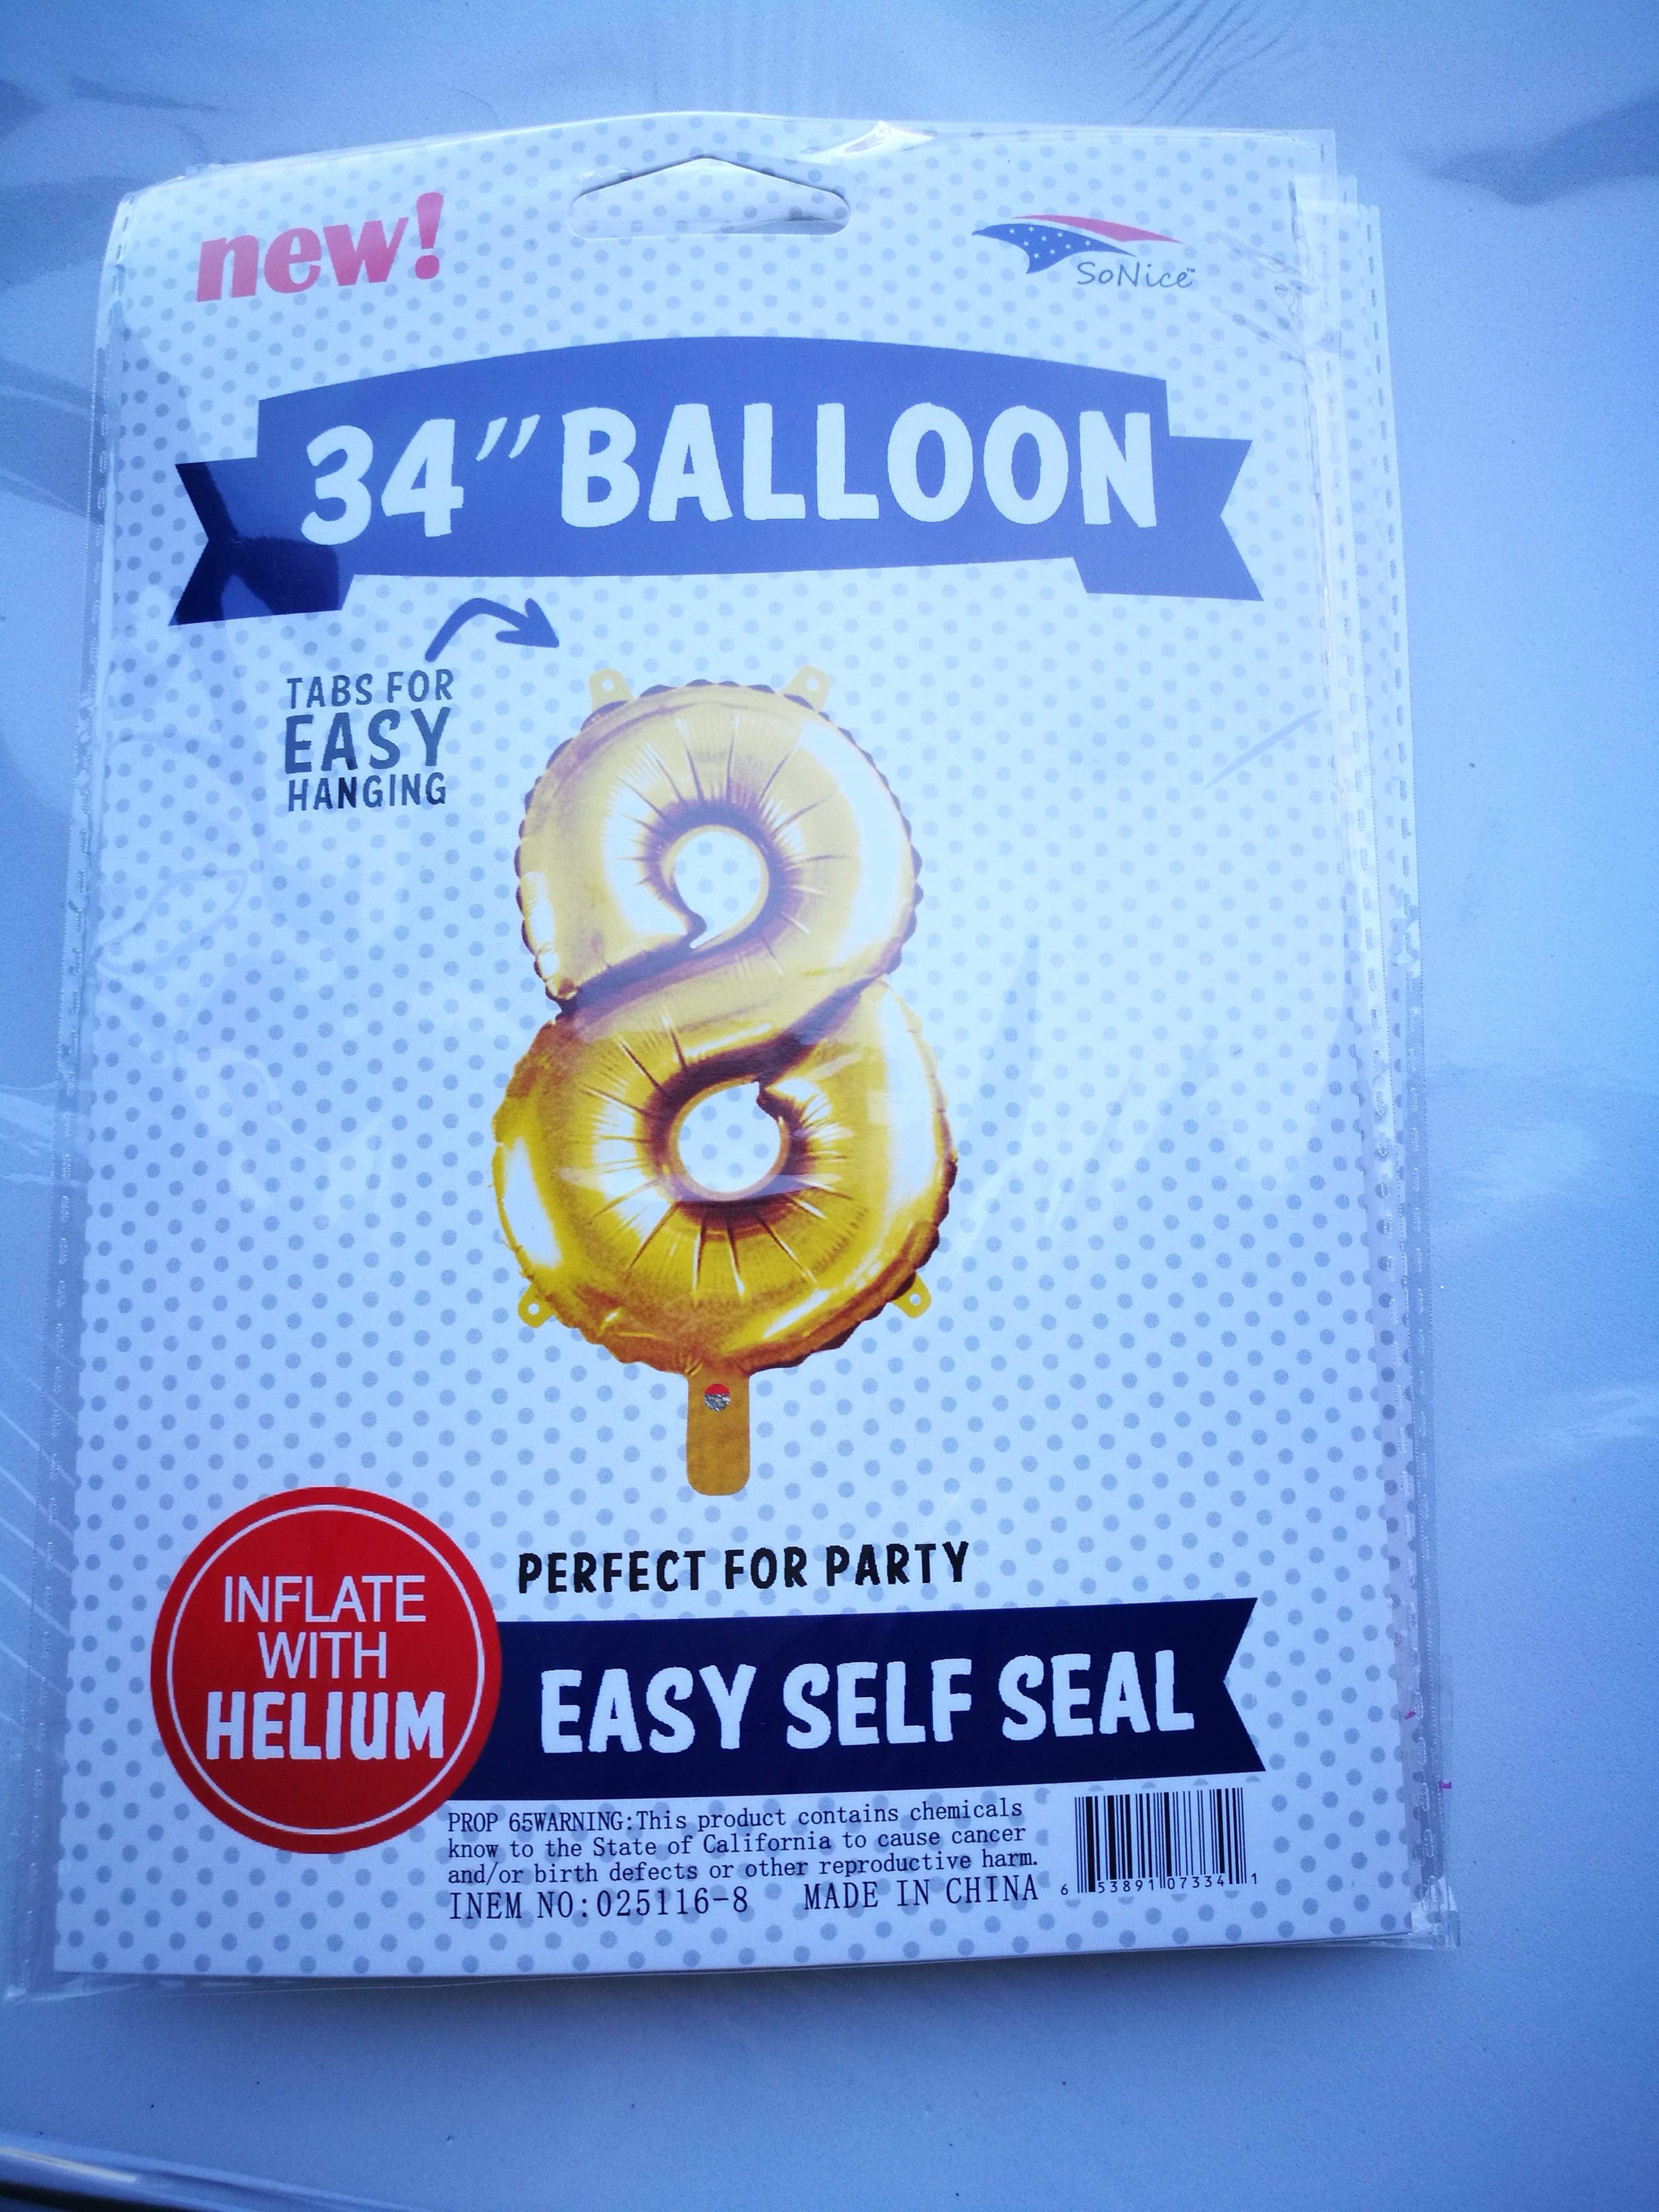 new!
SoNice™
34" BALLOON
TABS FOR
EASY
HANGING
PERFECT FOR PARTY
INFLATE
WITH
HELIUM
EASY SELF SEAL
PROP 65WARNING:This product contains chemicals
know to the State of California to cause cancer
and/or birth defects or other reproductive harm.
INEM NO:025116-8 MADE IN CHINA
6 53891 07334 1